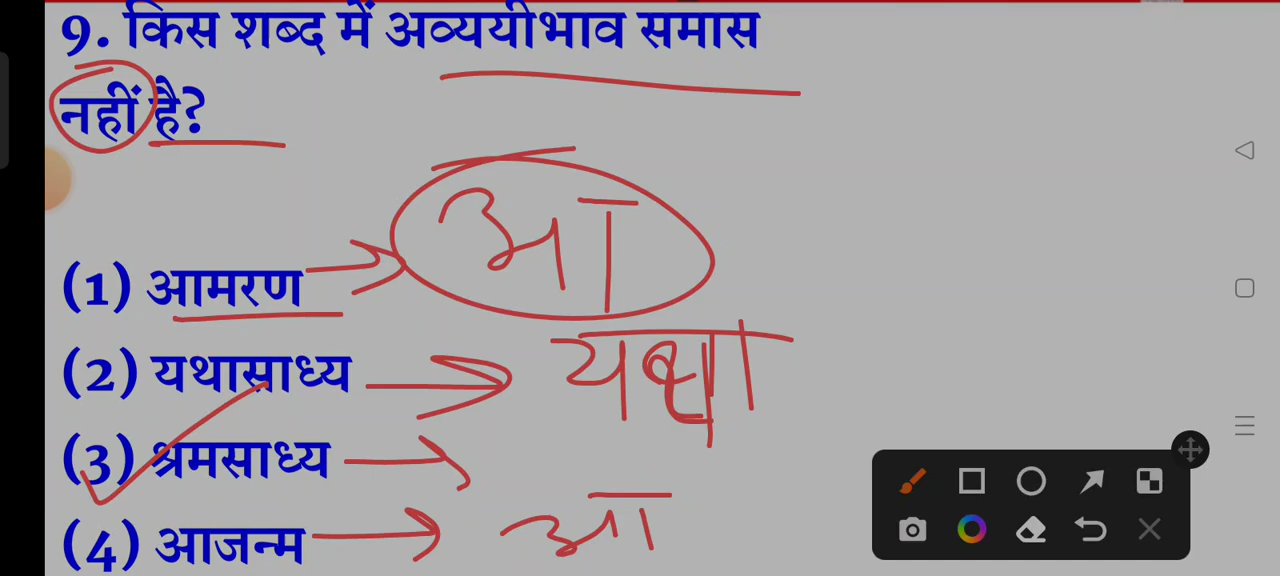 9. किस शब्द में अव्ययीभाव समास
नहीं है?
(1) आमरण → आ
(2) यथासाध्य → यथा
(3) श्रमसाध्य →
(4) आजन्म → आ